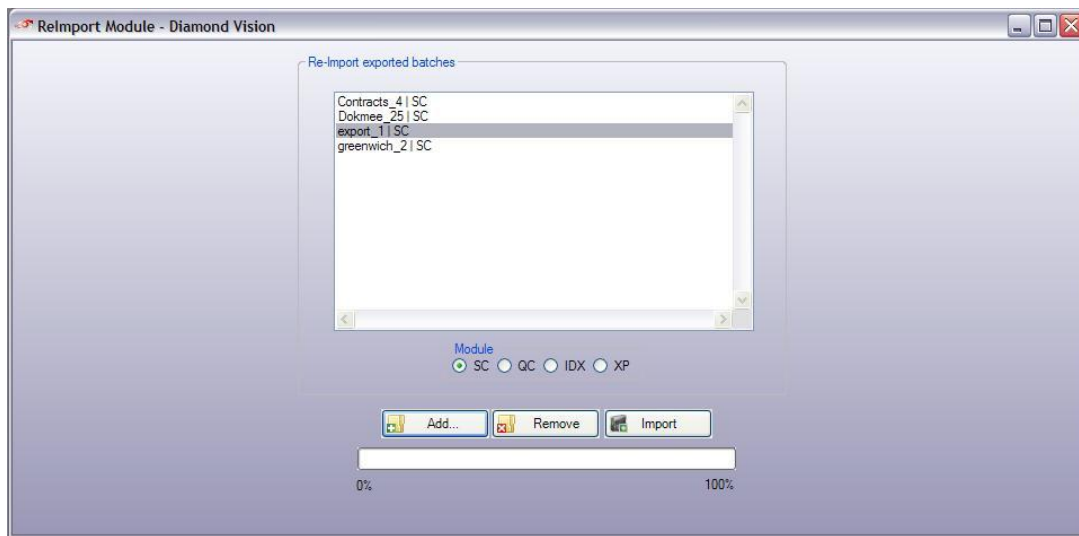 ReImport Module - Diamond Vision
Re-Import exported batches
Contracts_4 | SC
Dokmee_25 | SC
export_1 | SC
greenwich_2 | SC
Module
SC QC IDX XP
Add... Remove Import
0% 100%